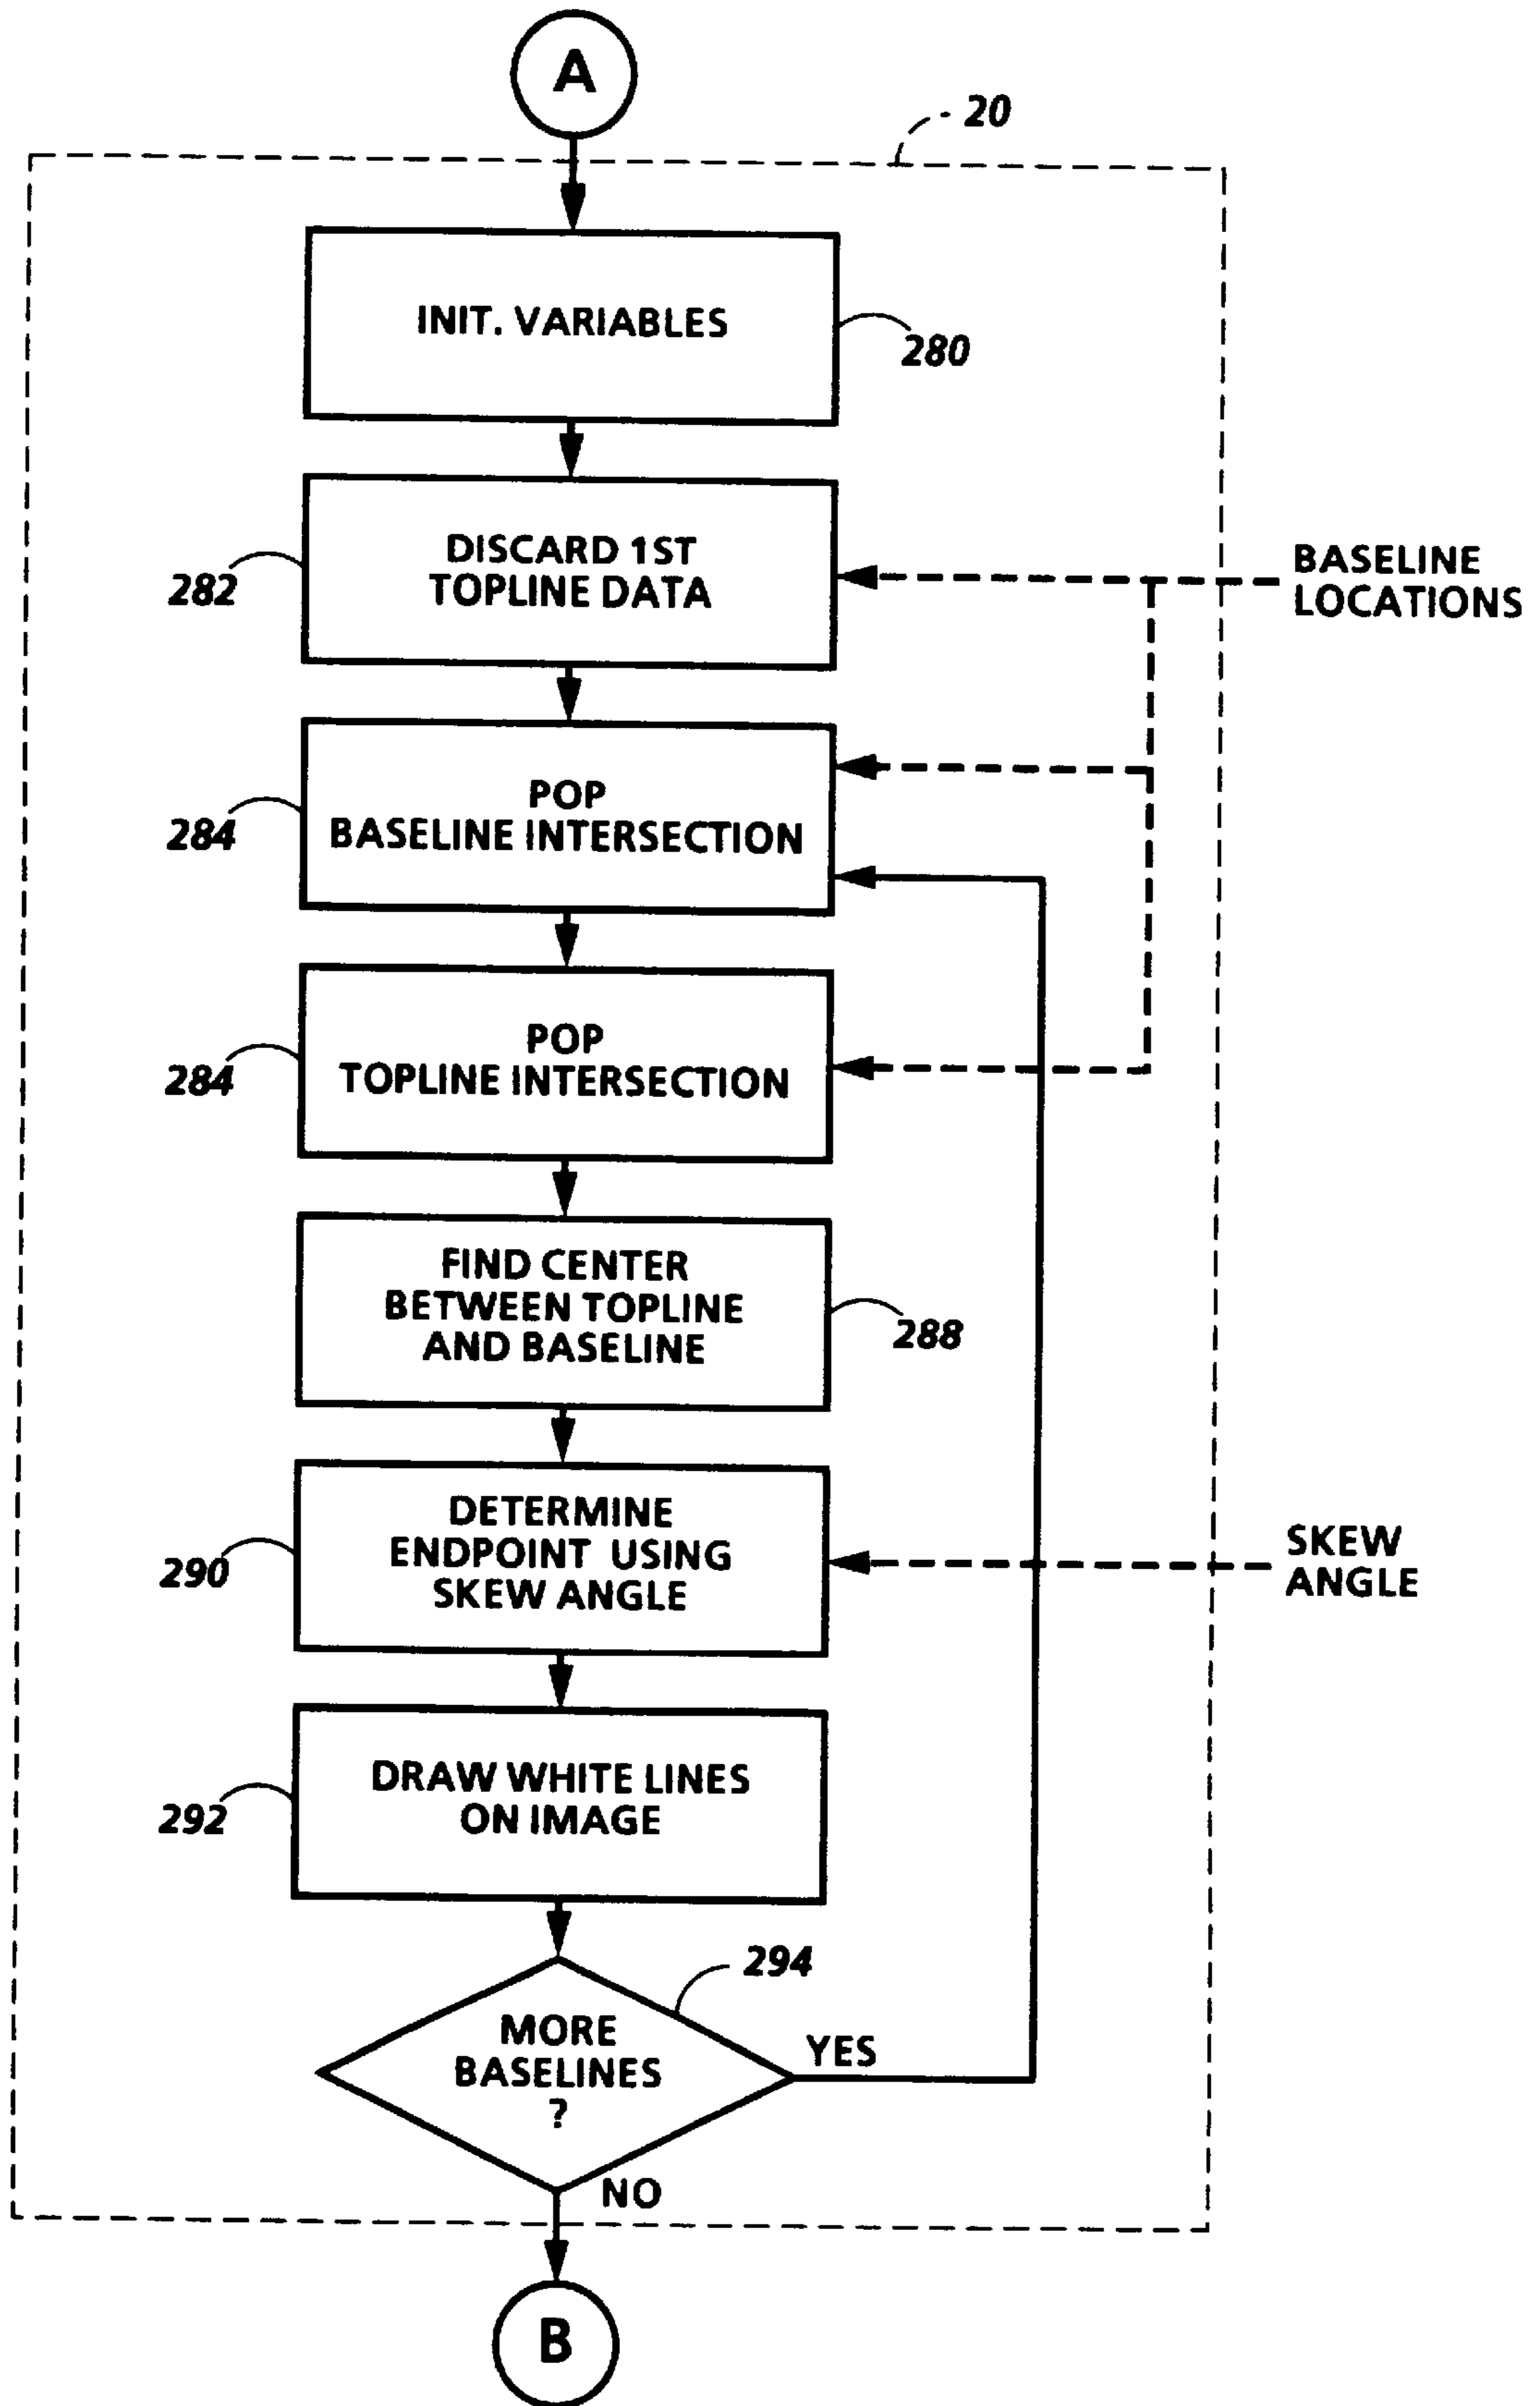 A
20
INIT. VARIABLES
280
DISCARD 1ST
TOPLINE DATA
282
BASELINE
LOCATIONS
POP
BASELINE INTERSECTION
284
POP
TOPLINE INTERSECTION
284
FIND CENTER
BETWEEN TOPLINE
AND BASELINE
288
DETERMINE
ENDPOINT USING
SKEW ANGLE
290
SKEW
ANGLE
DRAW WHITE LINES
ON IMAGE
292
294
MORE
BASELINES
?
YES
NO
B